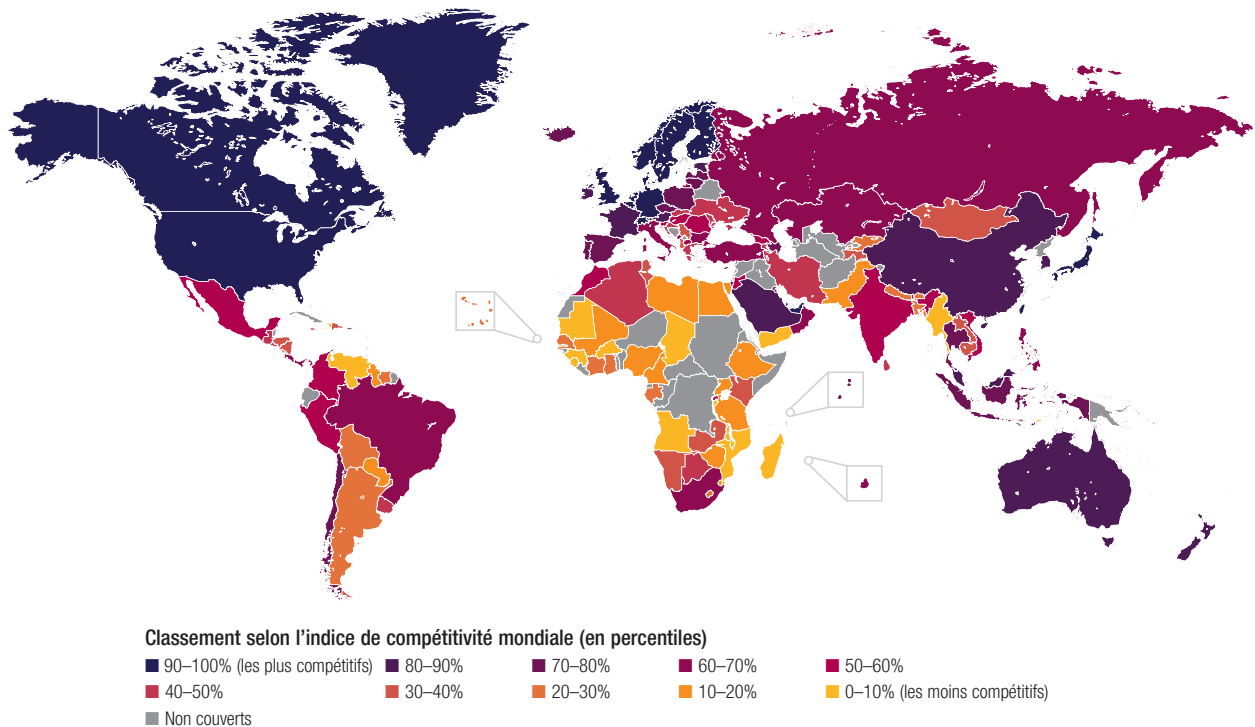 Classement selon l’indice de compétitivité mondiale (en percentiles)
90–100% (les plus compétitifs) 80–90% 70–80% 60–70% 50–60%
40–50% 30–40% 20–30% 10–20% 0–10% (les moins compétitifs)
Non couverts